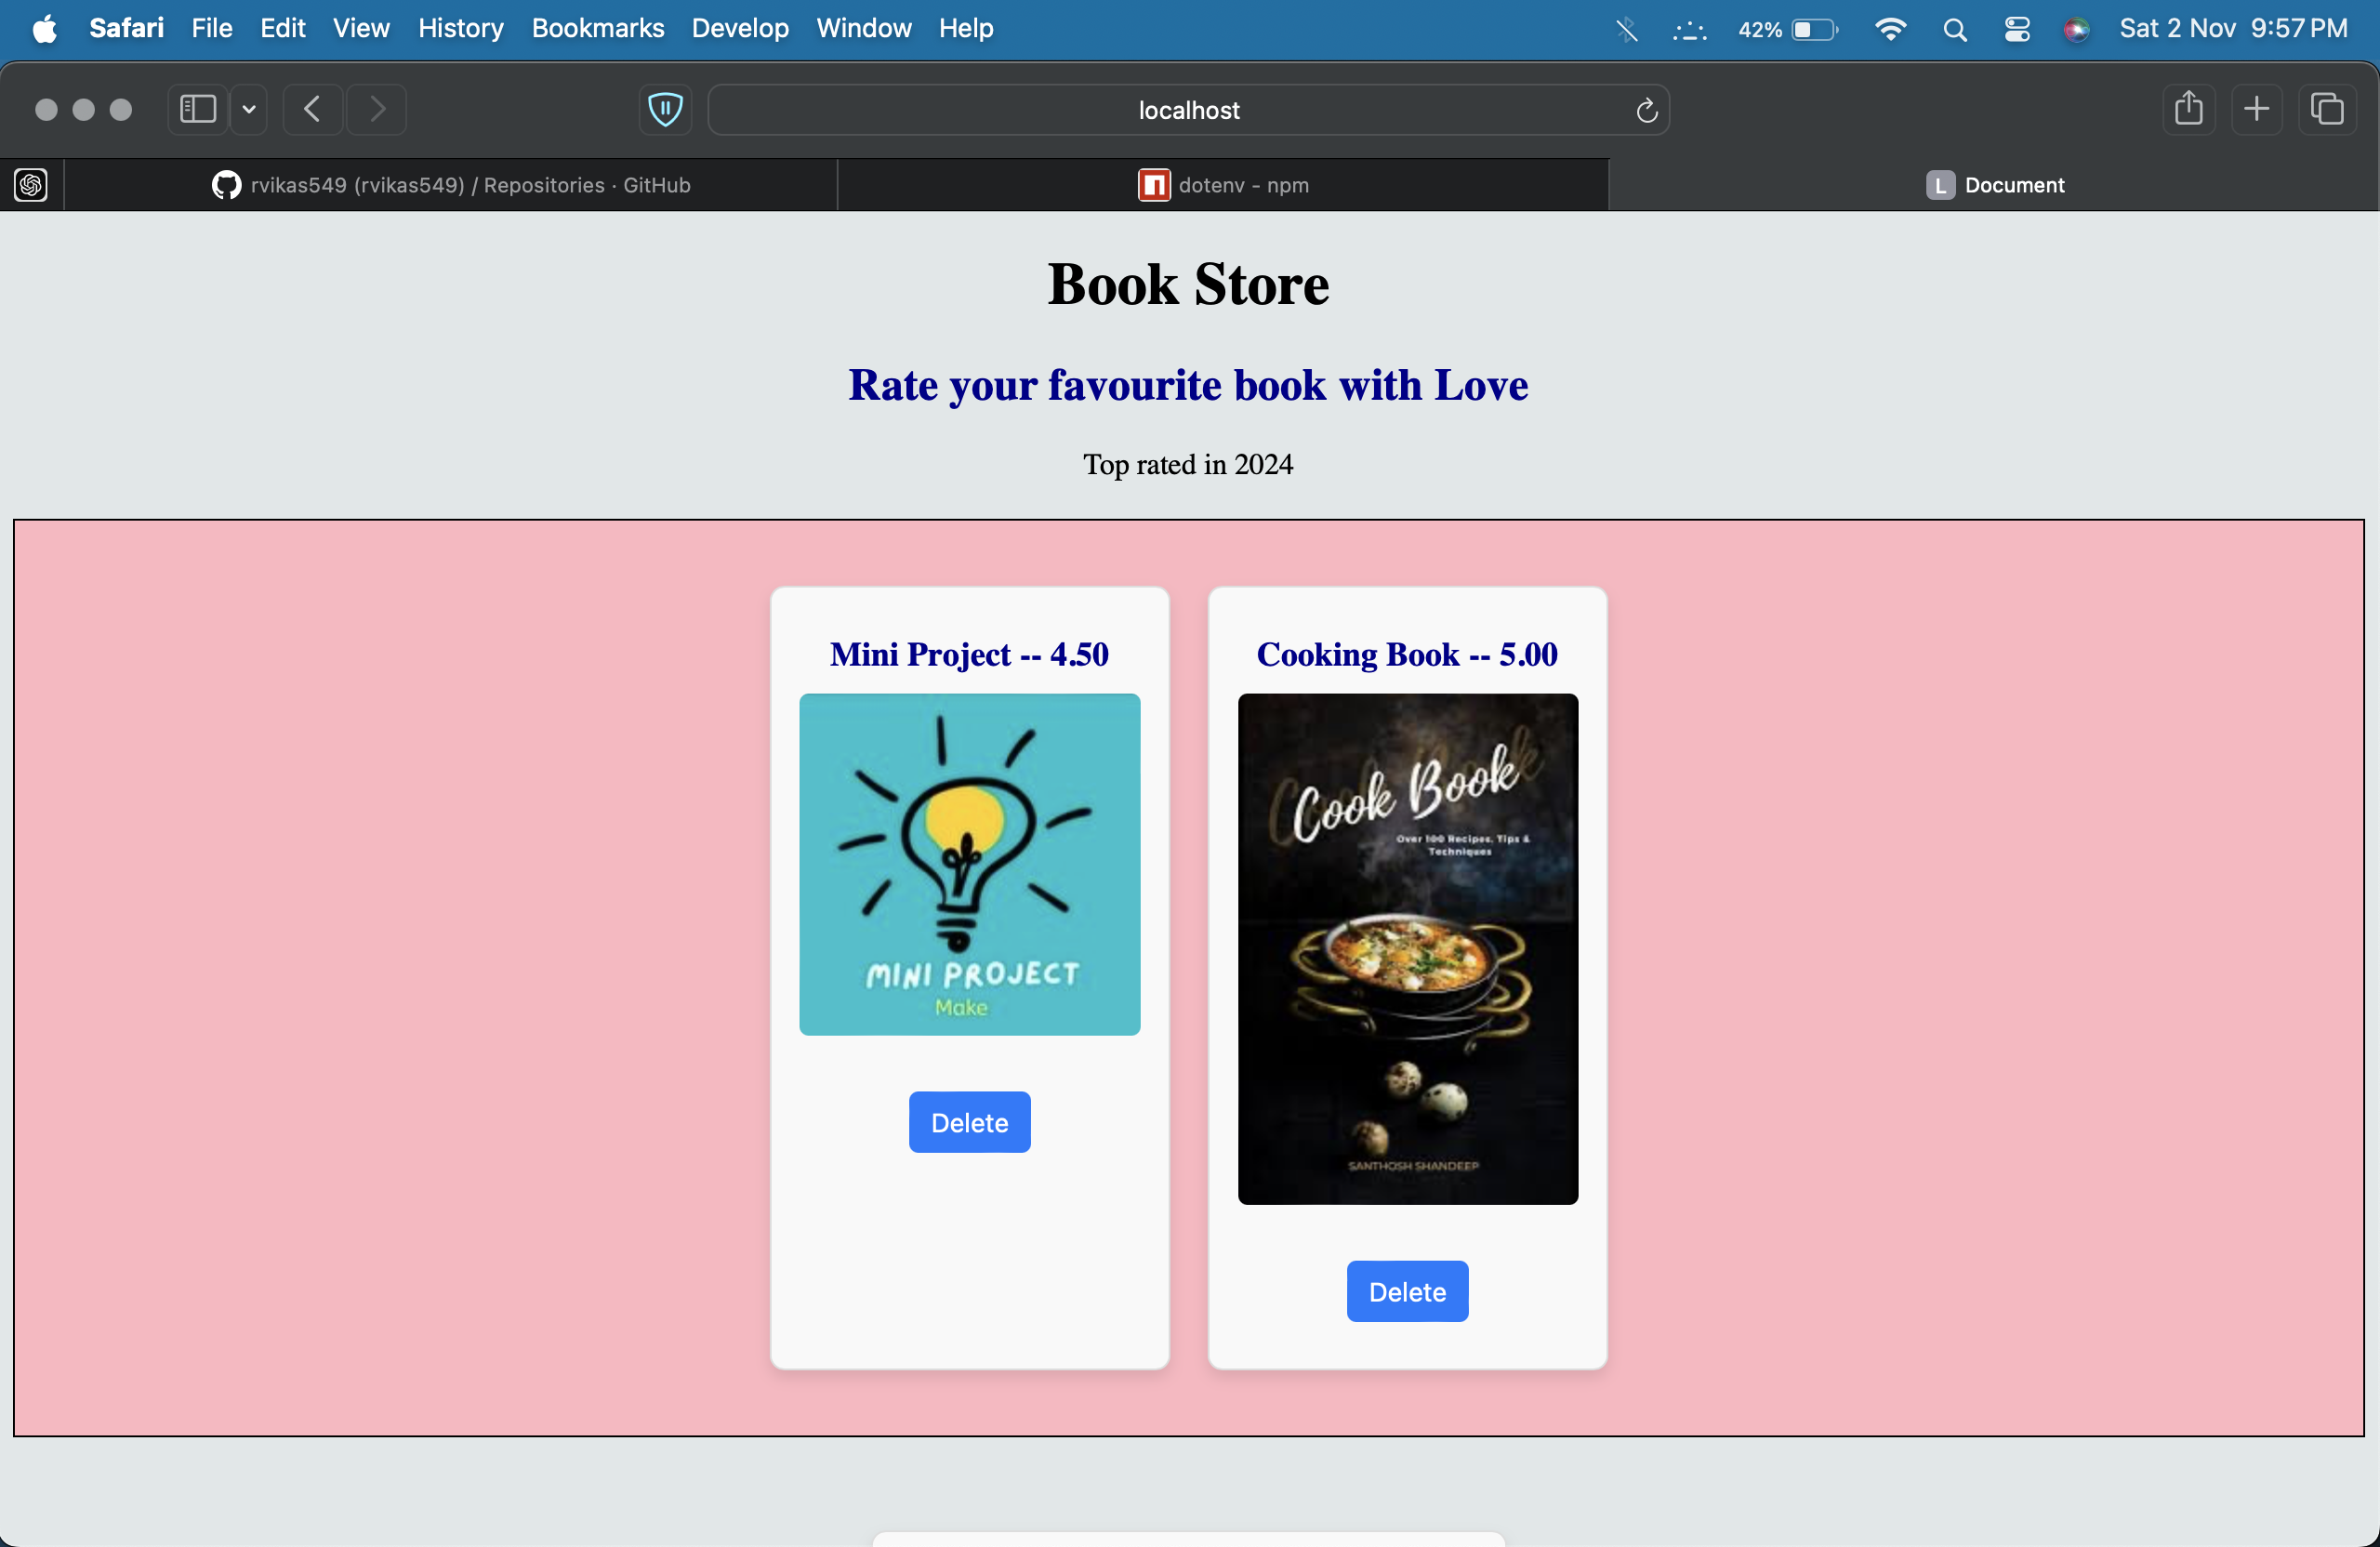 Safari File Edit View History Bookmarks Develop Window Help 42% Sat 2 Nov 9:57 PM
localhost
rvikas549 (rvikas549) / Repositories · GitHub
dotenv - npm
L Document
Book Store
Rate your favourite book with Love
Top rated in 2024
Mini Project -- 4.50
MINI PROJECT
Make
Delete
Cooking Book -- 5.00
Cook Book
Over 100 Recipes, Tips &
Techniques
SANTHOSH SHANDEEP
Delete